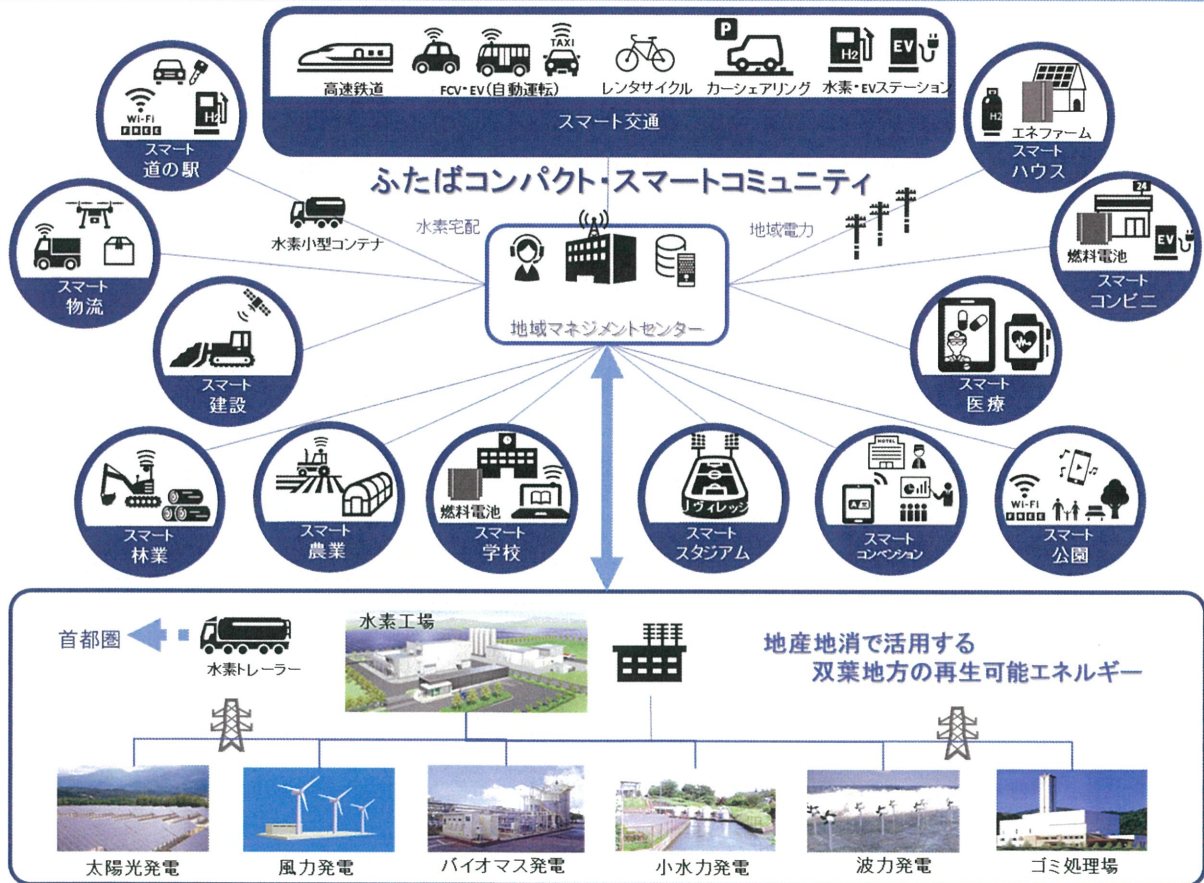 P
TAXI
H2
EV
高速鉄道
FCV・EV(自動運転)
レンタサイクル
カーシェアリング
水素・EVステーション
スマート交通
Wi-Fi
FREE
H2
スマート
道の駅
H2
エネファーム
スマート
ハウス
ふたばコンパクト・スマートコミュニティ
スマート
物流
水素小型コンテナ
水素宅配
地域電力
24
燃料電池
EV
スマート
コンビニ
地域マネジメントセンター
スマート
建設
スマート
医療
スマート
林業
スマート
農業
燃料電池
スマート
学校
Jヴィレッジ
スマート
スタジアム
HOTEL
スマート
コンベンション
Wi-Fi
FREE
スマート
公園
首都圏
水素トレーラー
水素工場
地産地消で活用する
双葉地方の再生可能エネルギー
太陽光発電
風力発電
バイオマス発電
小水力発電
波力発電
ゴミ処理場